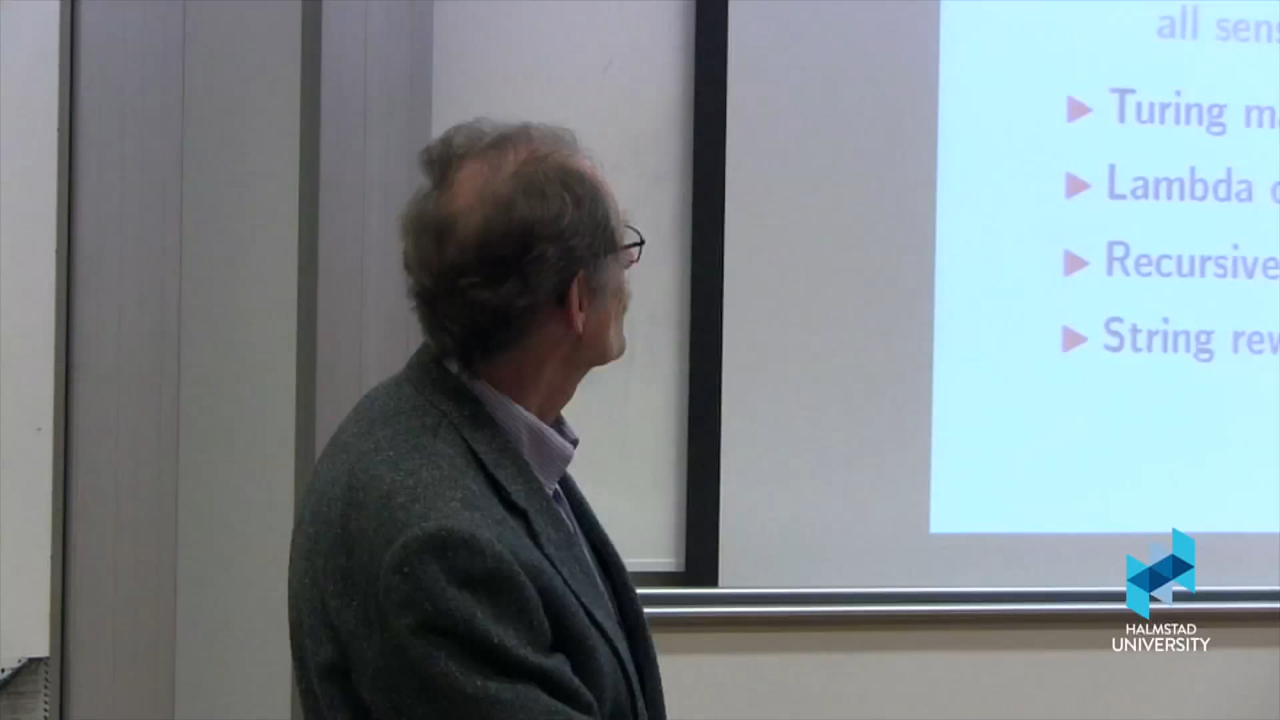 all sens
Turing m
Lambda
Recursive
String rew
HALMSTAD
UNIVERSITY